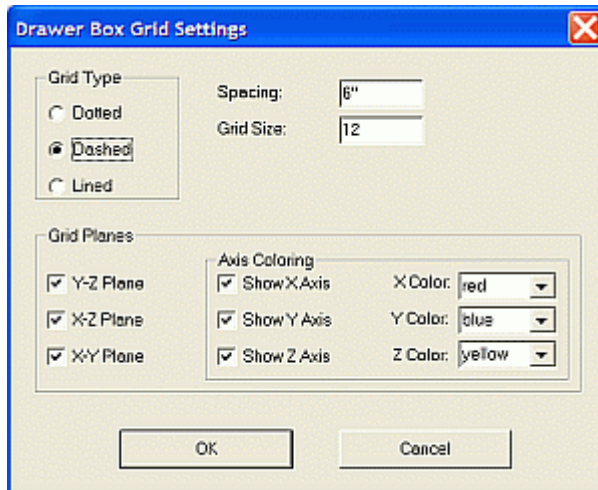 Drawer Box Grid Settings
Grid Type
Dotted
Dashed
Lined
Spacing: 6"
Grid Size: 12
Grid Planes
Y-Z Plane
X-Z Plane
X-Y Plane
Axis Coloring
Show X Axis X Color: red
Show Y Axis Y Color: blue
Show Z Axis Z Color: yellow
OK Cancel